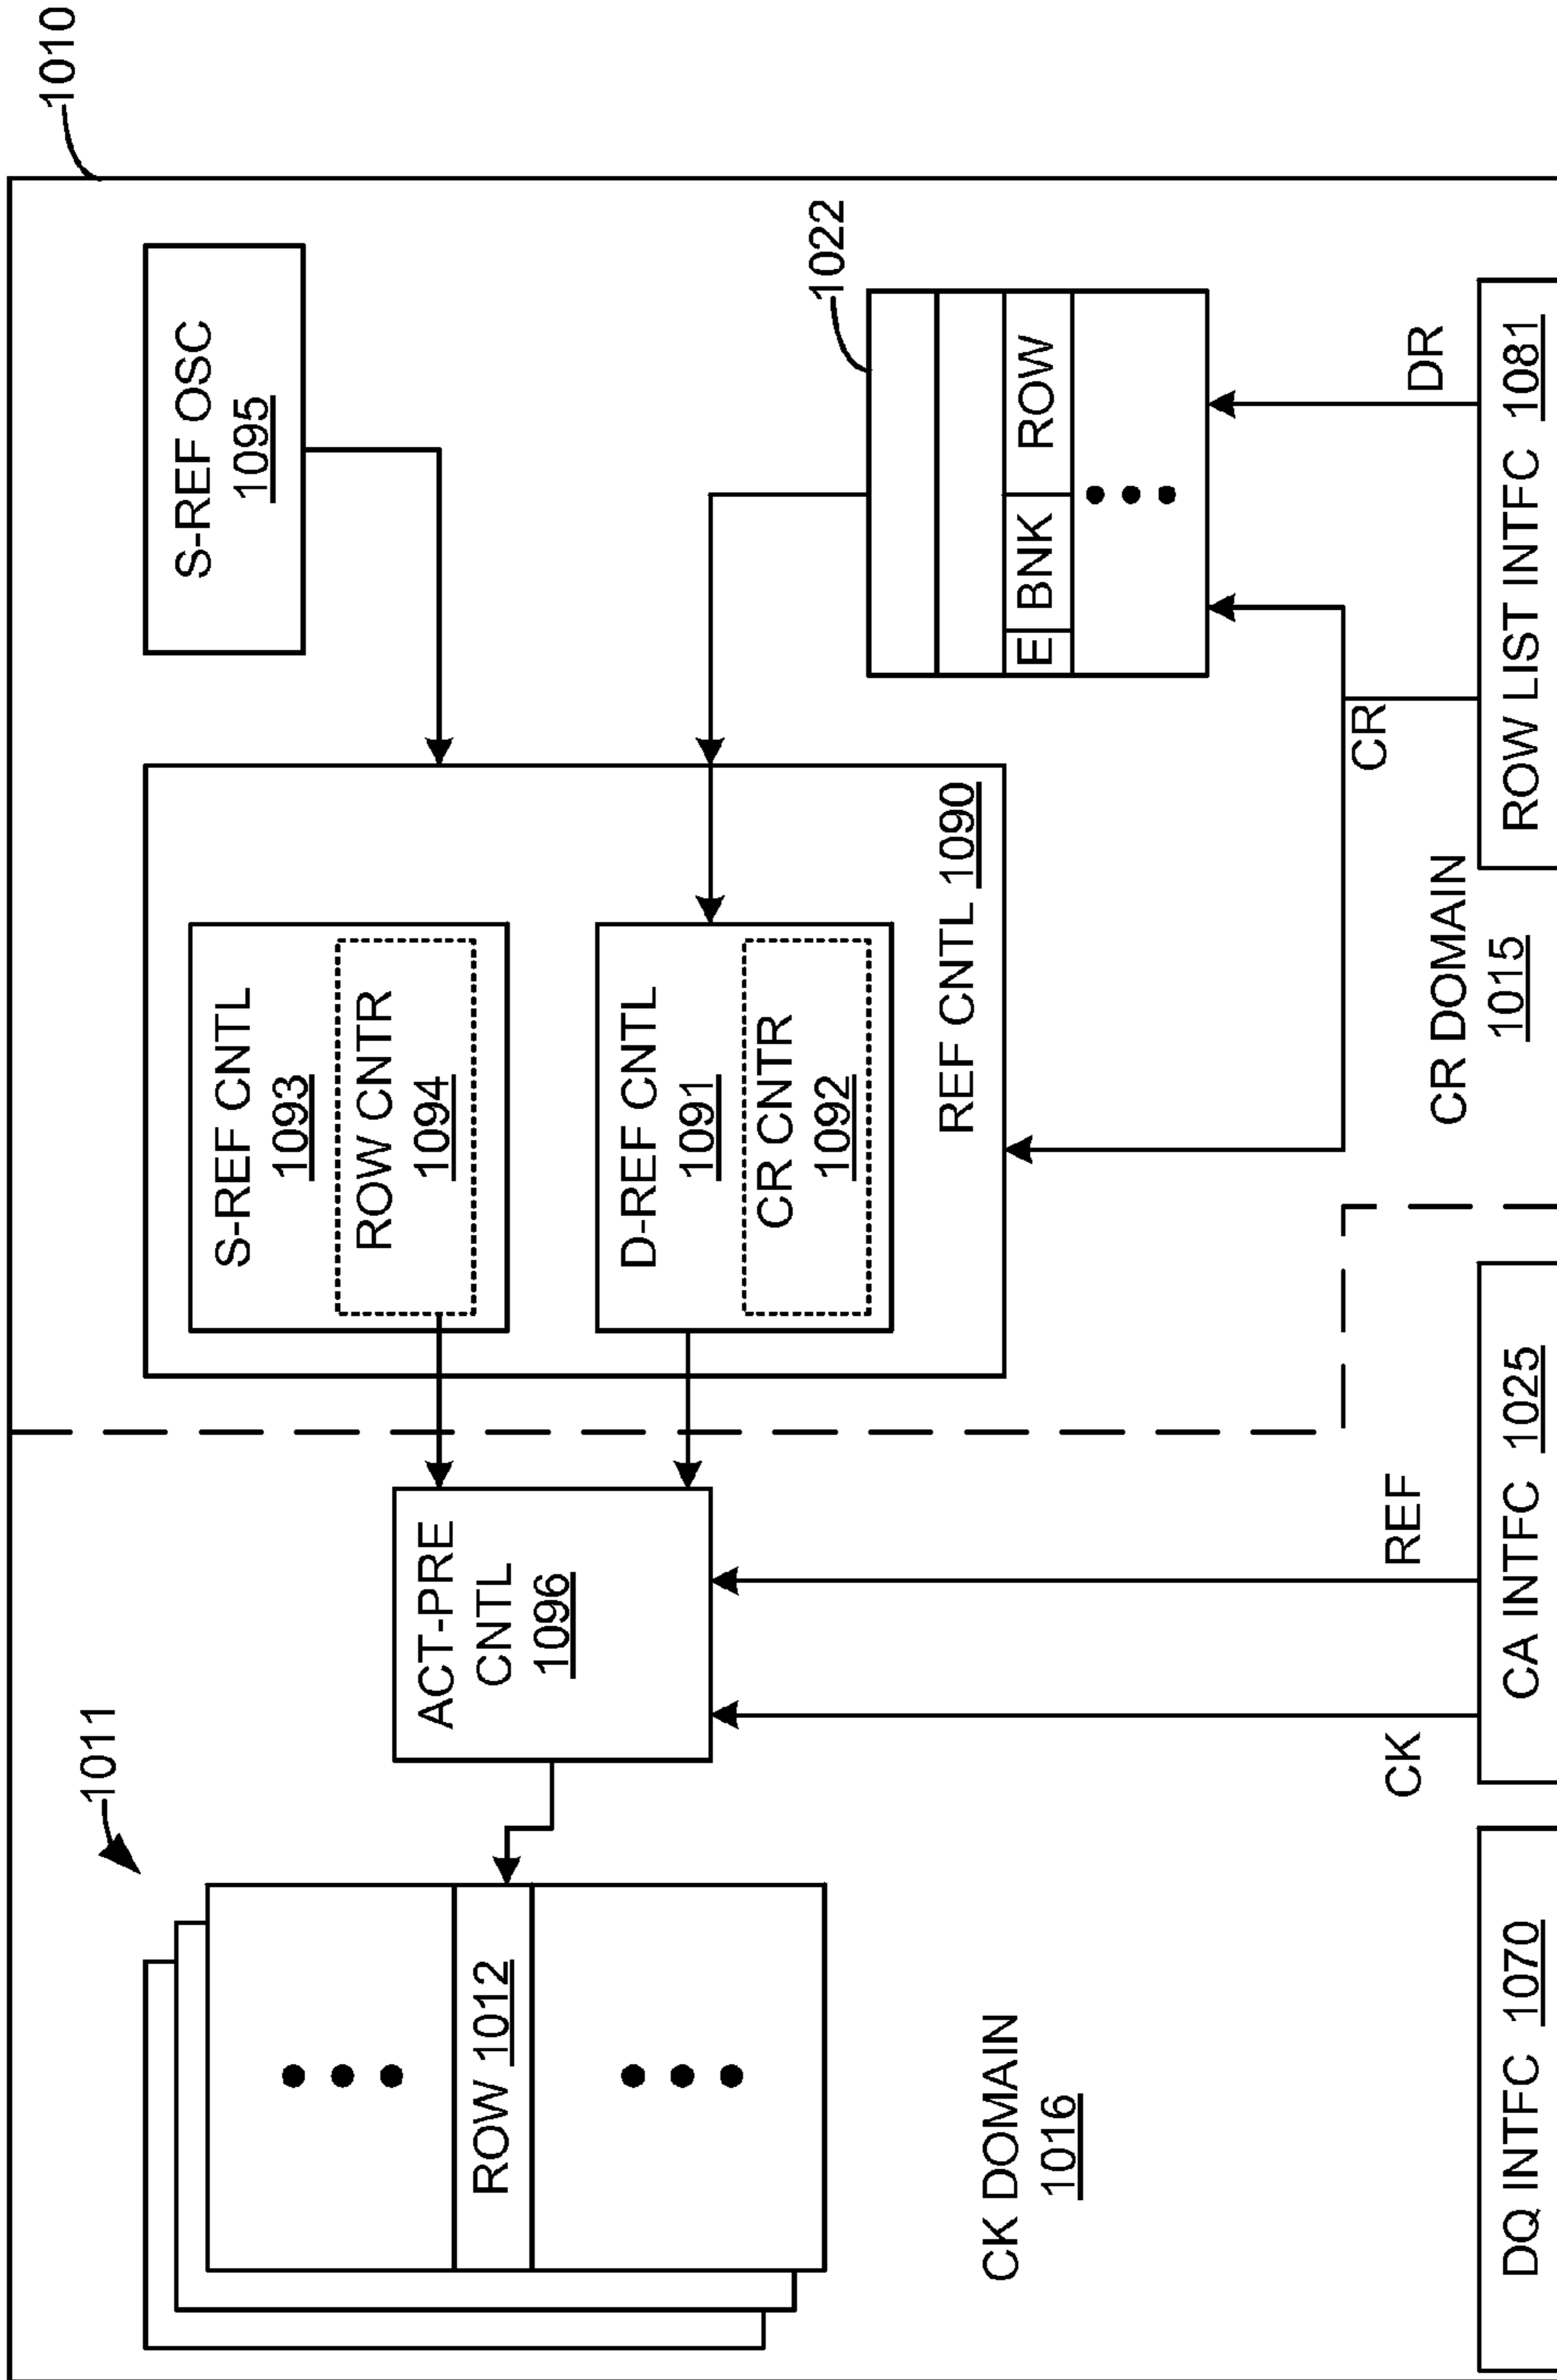 1010
1011
S-REF OSC
1095
S-REF CNTL
1093
ROW CNTR
1094
ACT-PRE
CNTL
1096
ROW 1012
D-REF CNTL
1091
CR CNTR
1092
REF CNTL 1090
1022
E
BNK
ROW
CK DOMAIN
1016
CR DOMAIN
1015
CK
REF
CR
DR
DQ INTFC 1070
CA INTFC 1025
ROW LIST INTFC 1081